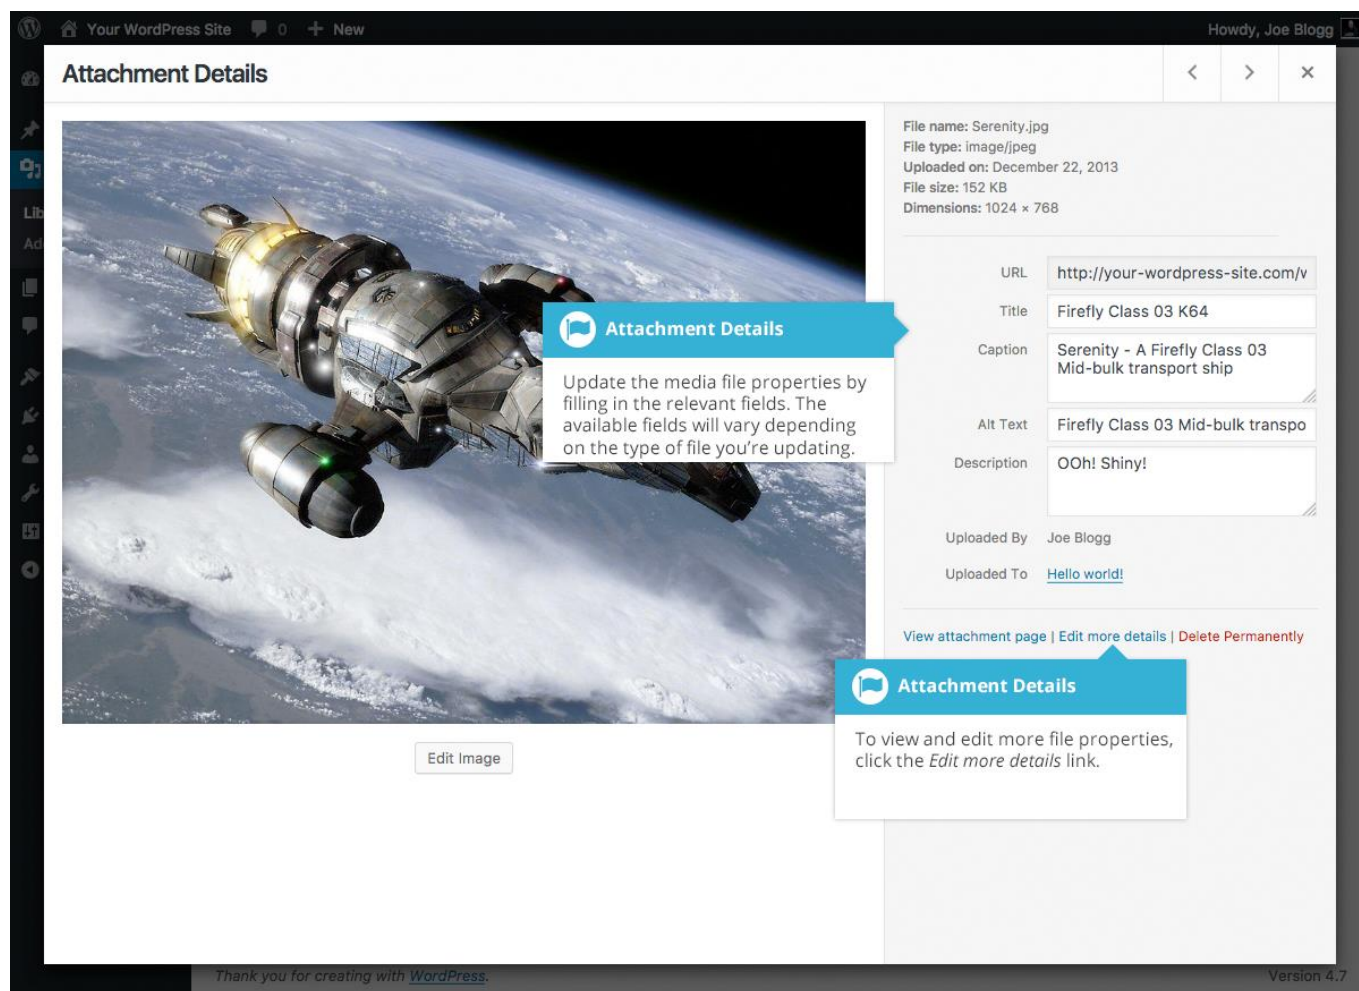 Your WordPress Site 0 New
Howdy, Joe Blogg
Attachment Details
Lib
Add
File name: Serenity.jpg
File type: image/jpeg
Uploaded on: December 22, 2013
File size: 152 KB
Dimensions: 1024 × 768
URL http://your-wordpress-site.com/w
Title Firefly Class 03 K64
Caption Serenity - A Firefly Class 03
Mid-bulk transport ship
Alt Text Firefly Class 03 Mid-bulk transpo
Description OOh! Shiny!
Uploaded By Joe Blogg
Uploaded To Hello world!
View attachment page | Edit more details | Delete Permanently
Attachment Details
Update the media file properties by
filling in the relevant fields. The
available fields will vary depending
on the type of file you’re updating.
Attachment Details
To view and edit more file properties,
click the Edit more details link.
Edit Image
Thank you for creating with WordPress.
Version 4.7